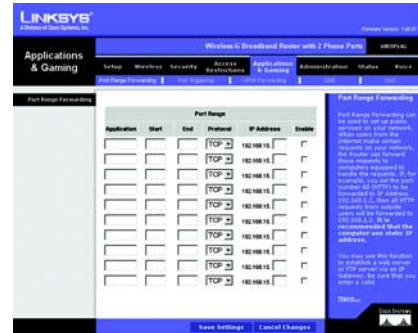 LINKSYS®
A Division of Cisco Systems, Inc.
Firmware Version: 1.00.37
Applications & Gaming
Wireless-G Broadband Router with 2 Phone Ports
WRTP54G
Setup
Wireless
Security
Access Restrictions
Applications & Gaming
Administration
Status
Voice
Port Range Forwarding
Port Triggering
UPnP Forwarding
DMZ
QoS
Port Range Forwarding
Port Range
Application Start End Protocol IP Address Enable
TCP 192.168.15.
TCP 192.168.15.
TCP 192.168.15.
TCP 192.168.15.
TCP 192.168.15.
TCP 192.168.15.
TCP 192.168.15.
TCP 192.168.15.
TCP 192.168.15.
TCP 192.168.15.
Port Range Forwarding
Port Range Forwarding can
be used to set up public
services on your network.
When users from the
Internet make certain
requests on your network,
the Router can forward
those requests to
computers equipped to
handle the requests. If, for
example, you set the port
number 80 (HTTP) to be
forwarded to IP Address
192.168.1.2, then all HTTP
requests from outside
users will be forwarded to
192.168.1.2. It is
recommended that the
computer use static IP
address.
You may use this function
to establish a web server
or FTP server via an IP
Gateway. Be sure that you
enter a valid
More...
Save Settings
Cancel Changes
CISCO SYSTEMS